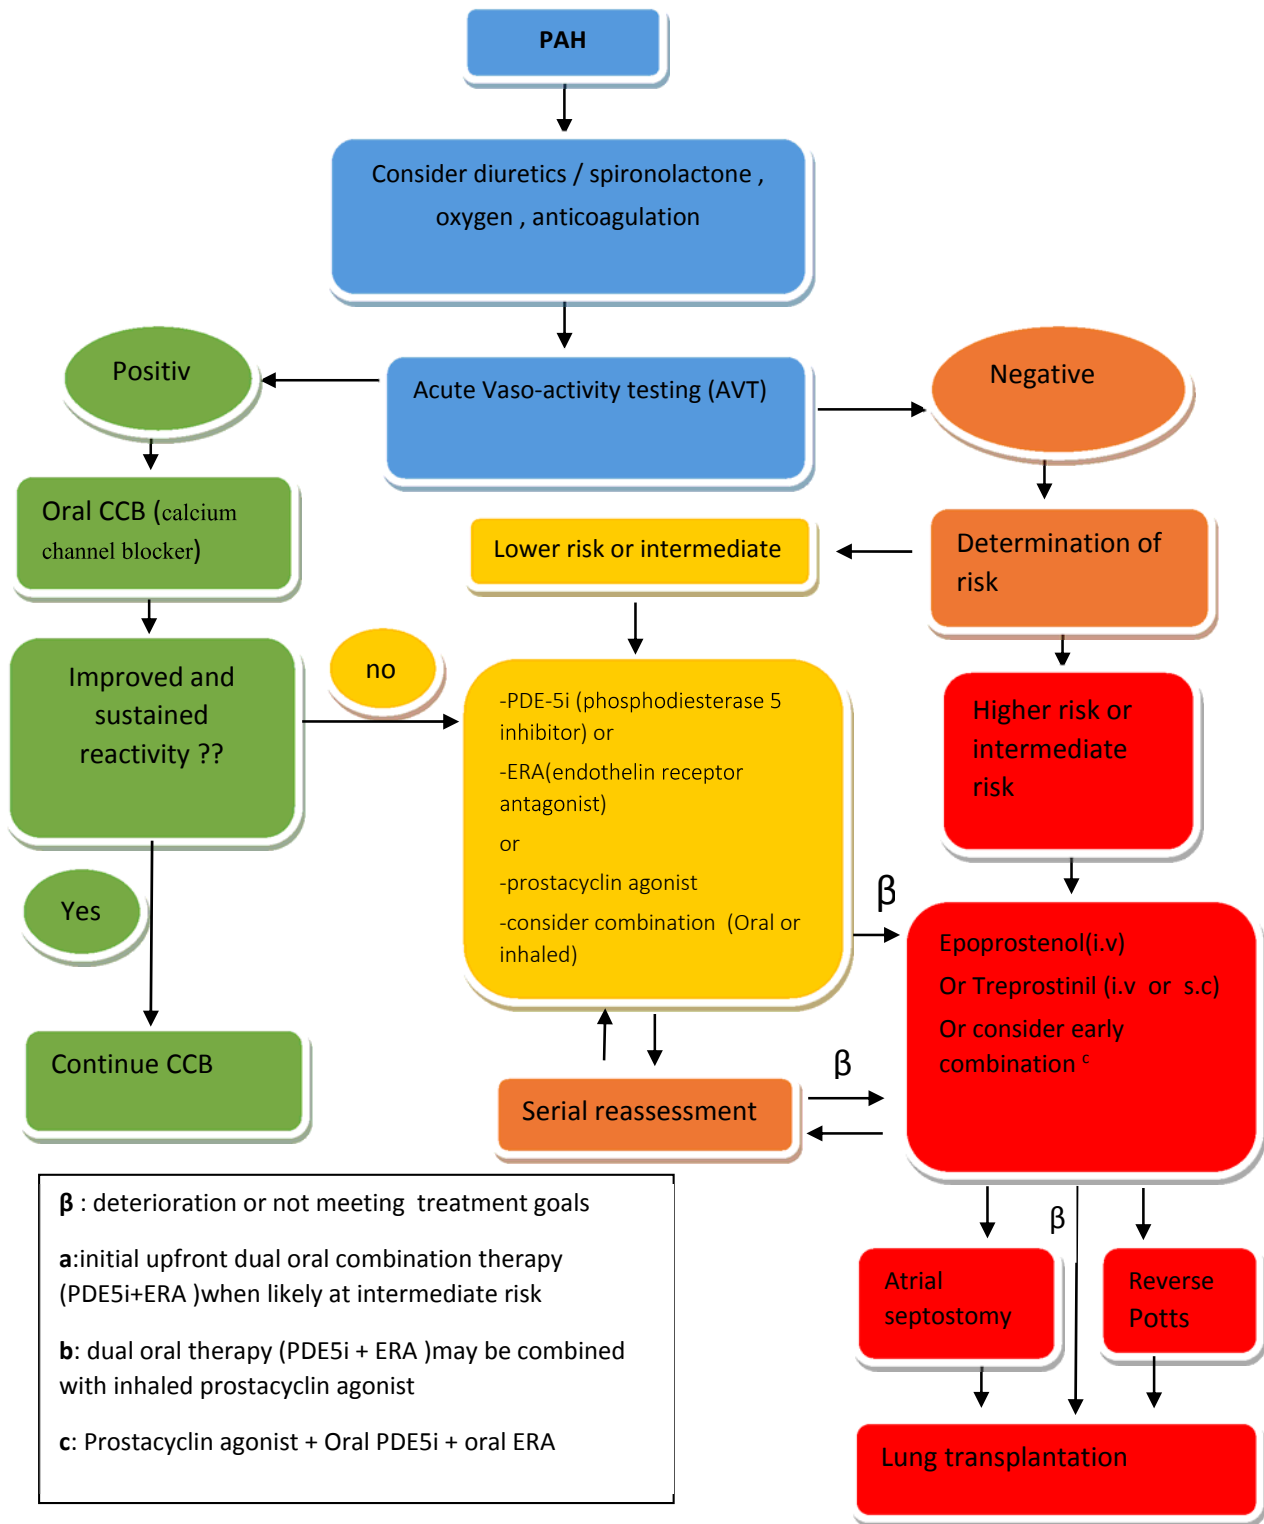 PAH
Consider diuretics / spironolactone ,
oxygen , anticoagulation
Positiv
Acute Vaso-activity testing (AVT)
Negative
Oral CCB (calcium
channel blocker)
Lower risk or intermediate
Determination of
risk
Improved and
sustained
reactivity ??
no
-PDE-5i (phosphodiesterase 5
inhibitor) or
-ERA(endothelin receptor
antagonist)
or
-prostacyclin agonist
-consider combination (Oral or
inhaled)
Higher risk or
intermediate
risk
Yes
β
Epoprostenol(i.v)
Or Treprostinil (i.v or s.c)
Or consider early
combination c
Continue CCB
Serial reassessment
β
β : deterioration or not meeting treatment goals
a:initial upfront dual oral combination therapy
(PDE5i+ERA )when likely at intermediate risk
b: dual oral therapy (PDE5i + ERA )may be combined
with inhaled prostacyclin agonist
c: Prostacyclin agonist + Oral PDE5i + oral ERA
β
Atrial
septostomy
Reverse
Potts
Lung transplantation